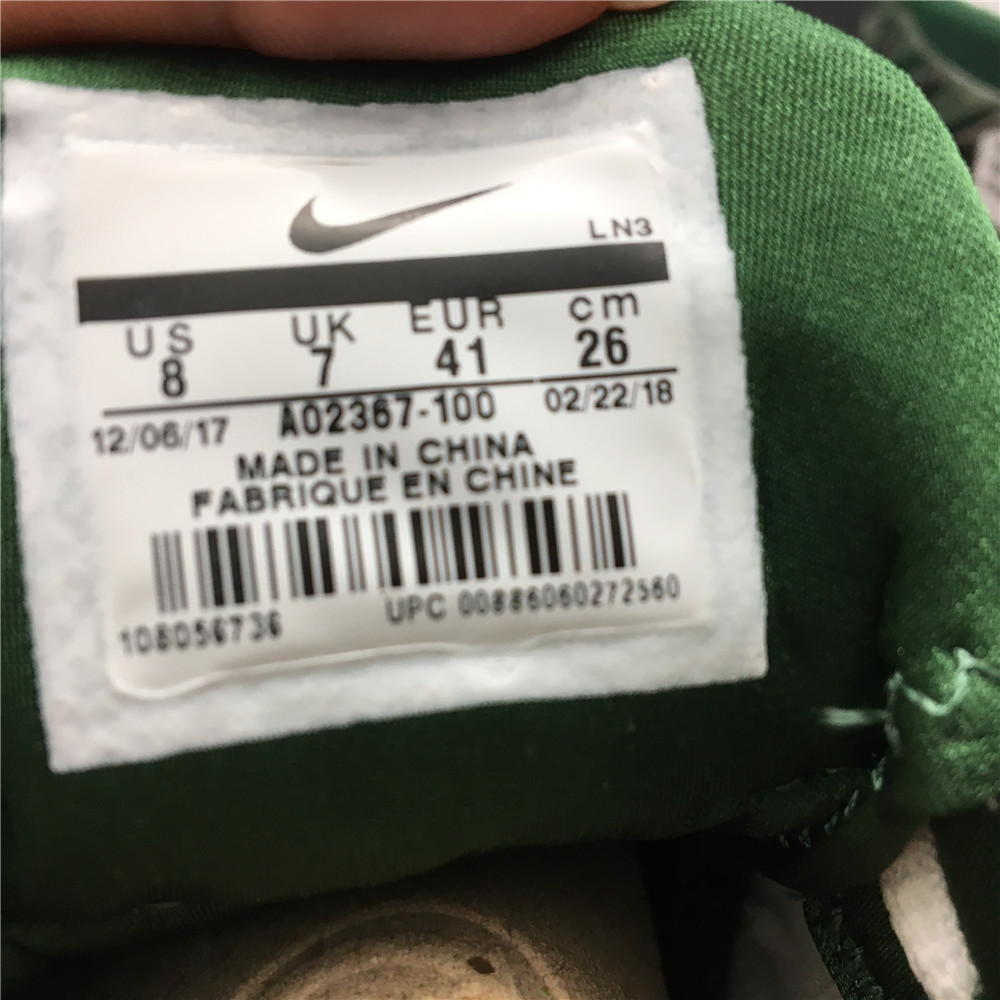 LN3
US UK EUR cm
8 7 41 26
12/06/17 A02367-100 02/22/18
MADE IN CHINA
FABRIQUE EN CHINE
108056736 UPC 00886060272560